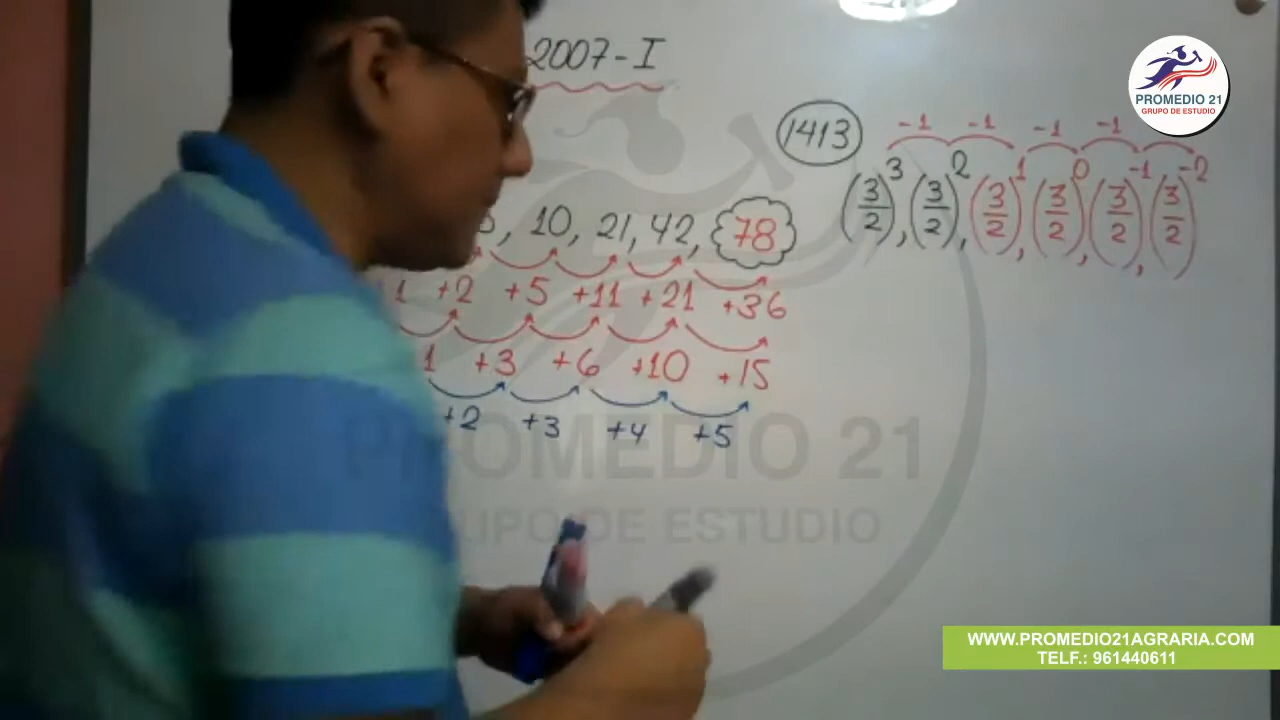 2007-I
PROMEDIO 21
GRUPO DE ESTUDIO
1413
-1 -1 -1 -1
(3/2)^3, (3/2)^2, (3/2)^1, (3/2)^0, (3/2)^-1, (3/2)^-2
, 10, 21, 42, 78
1 +2 +5 +11 +21 +36
1 +3 +6 +10 +15
+2 +3 +4 +5
PROMEDIO 21
GRUPO DE ESTUDIO
WWW.PROMEDIO21AGRARIA.COM
TELF.: 961440611